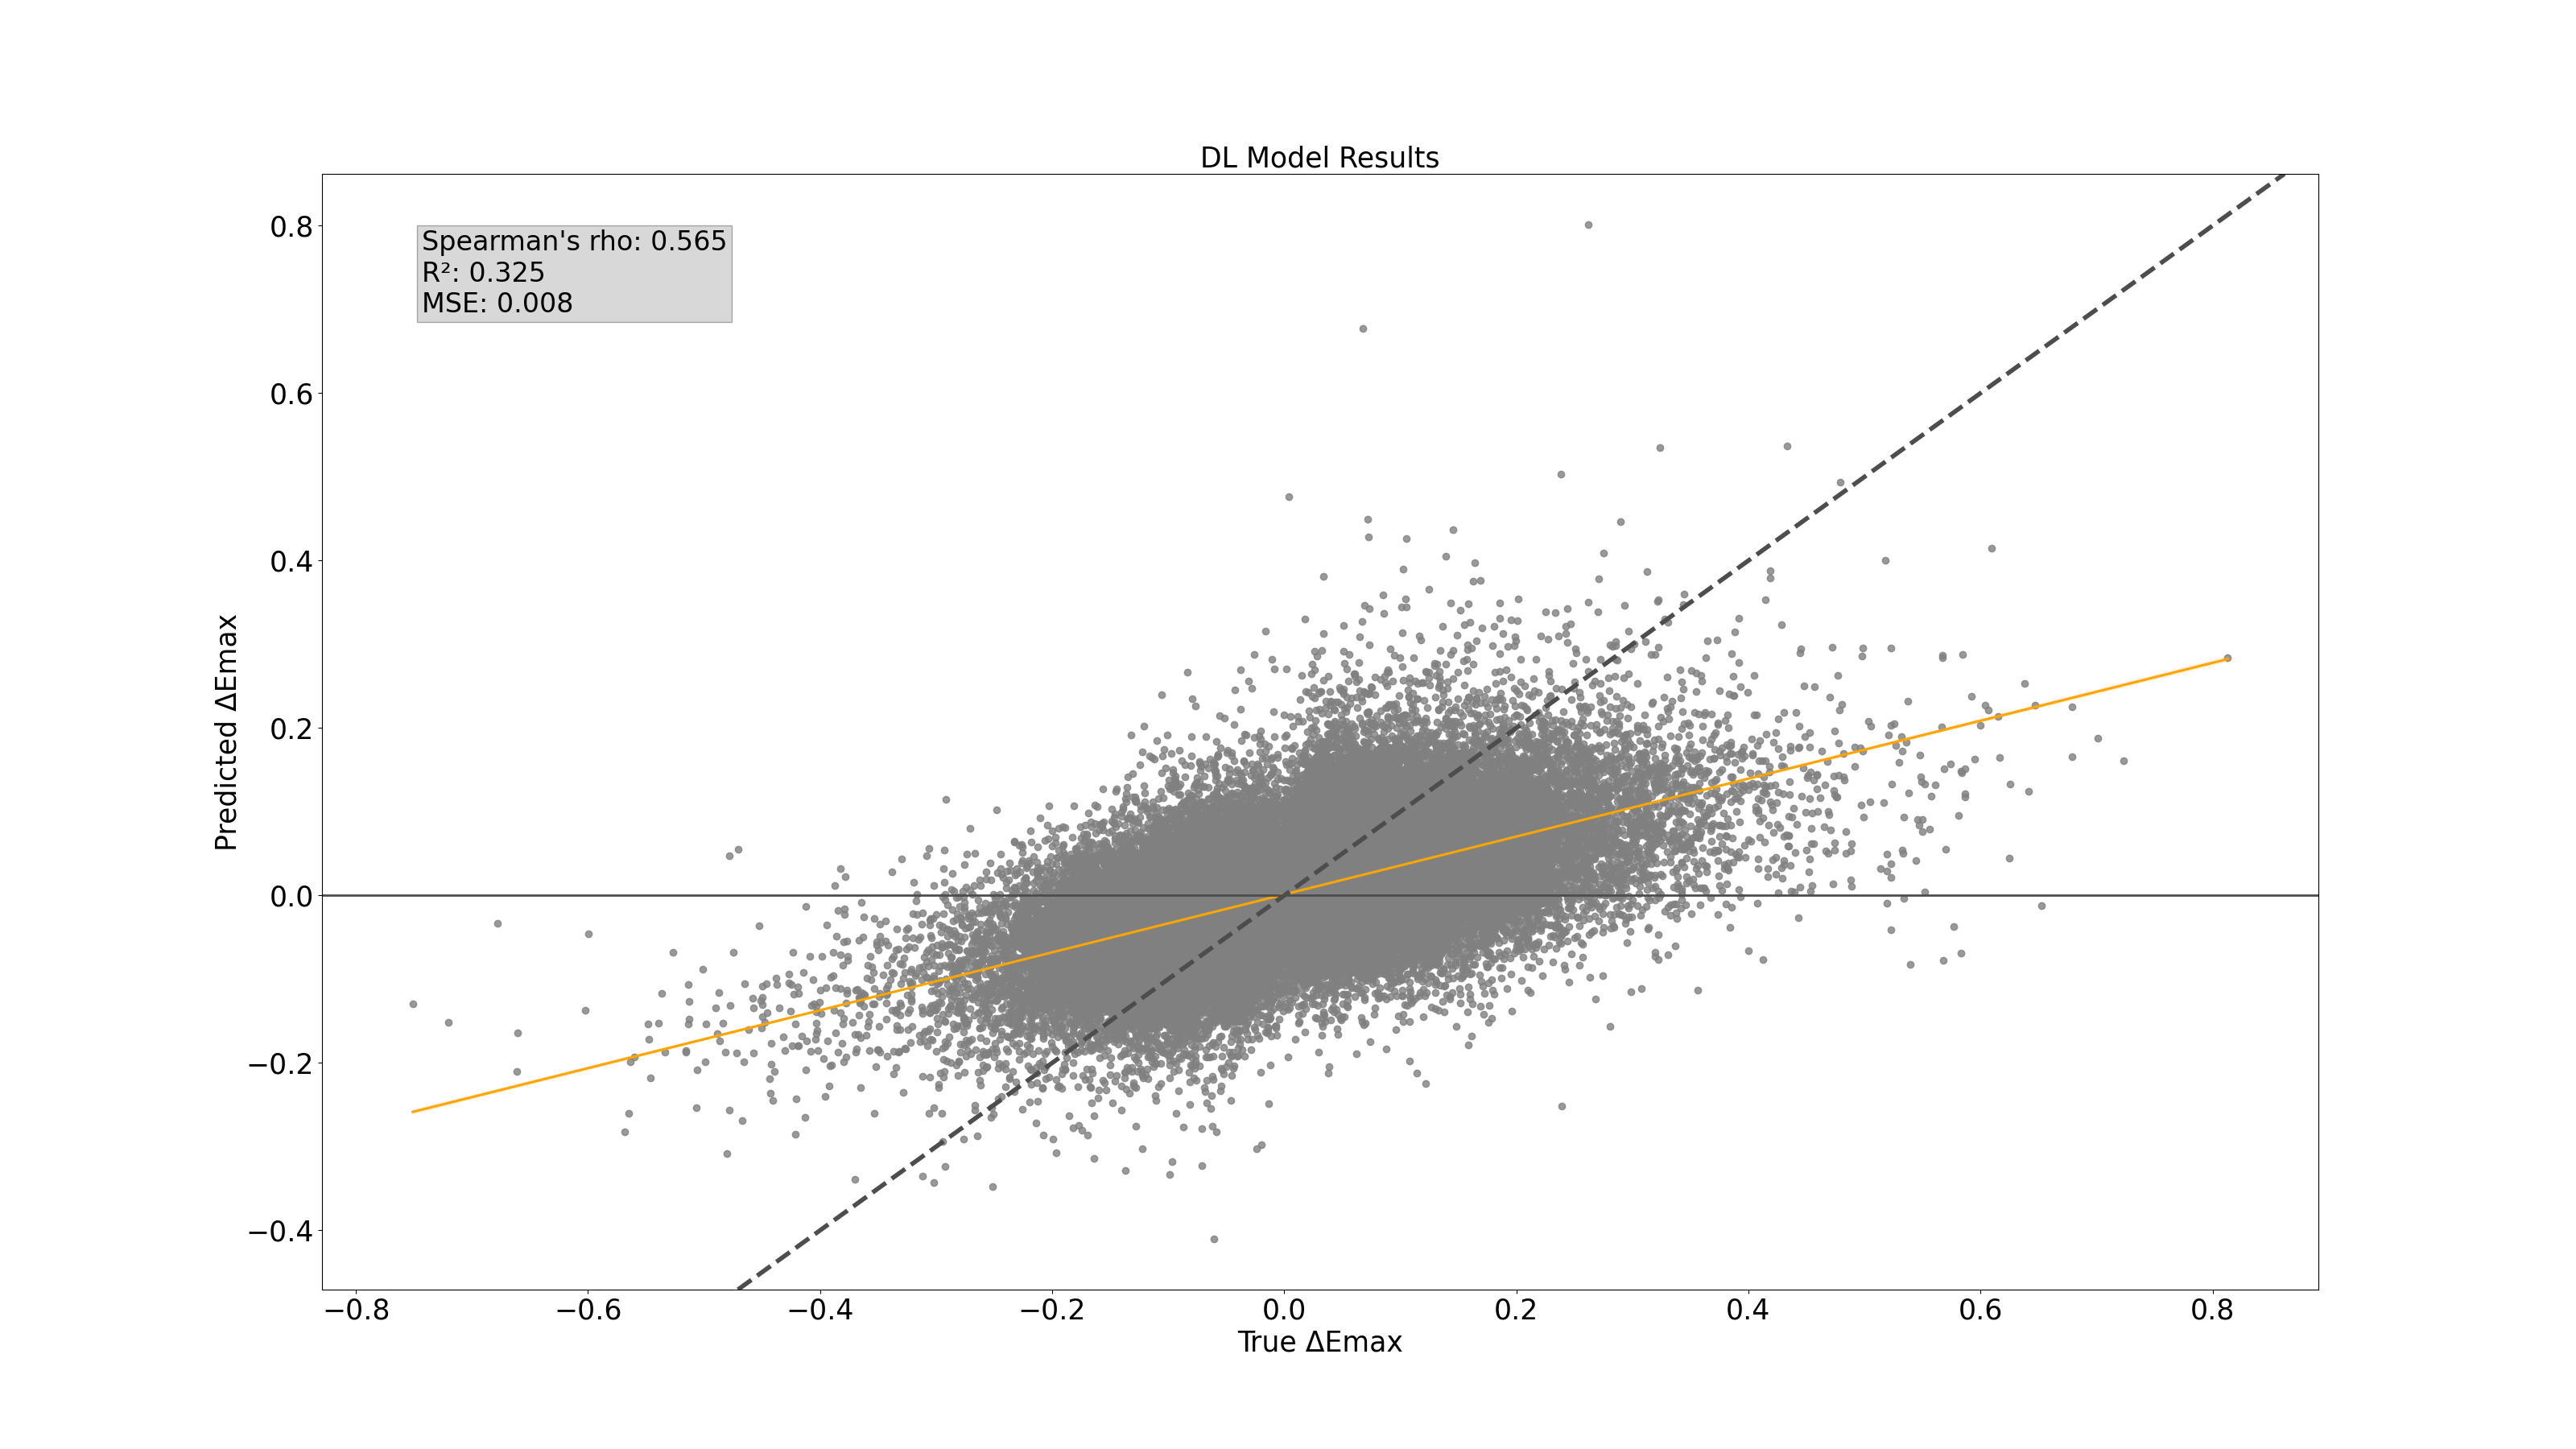 DL Model Results
Spearman's rho: 0.565
R²: 0.325
MSE: 0.008
Predicted ΔEmax
0.8
0.6
0.4
0.2
0.0
−0.2
−0.4
−0.8 −0.6 −0.4 −0.2 0.0 0.2 0.4 0.6 0.8
True ΔEmax